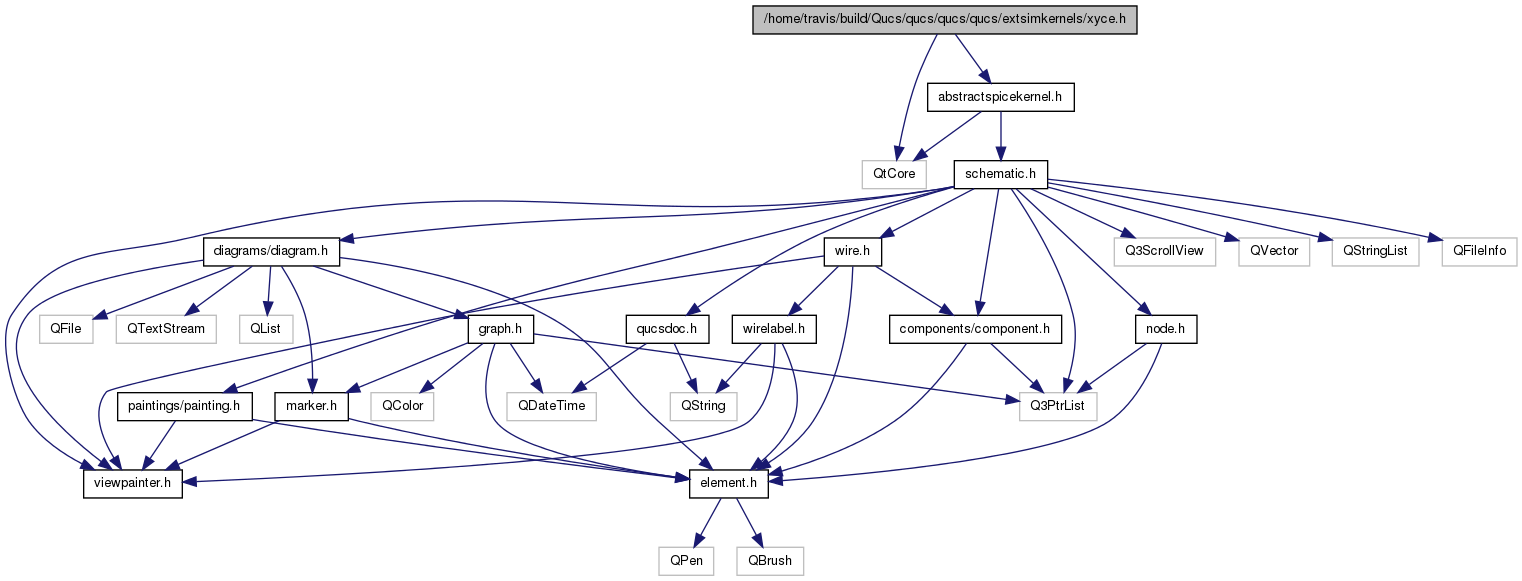 /home/travis/build/Qucs/qucs/qucs/qucs/extsimkernels/xyce.h
abstractspicekernel.h
QtCore
schematic.h
diagrams/diagram.h
wire.h
Q3ScrollView
QVector
QStringList
QFileInfo
QFile
QTextStream
QList
graph.h
qucsdoc.h
wirelabel.h
components/component.h
node.h
paintings/painting.h
marker.h
QColor
QDateTime
QString
Q3PtrList
viewpainter.h
element.h
QPen
QBrush